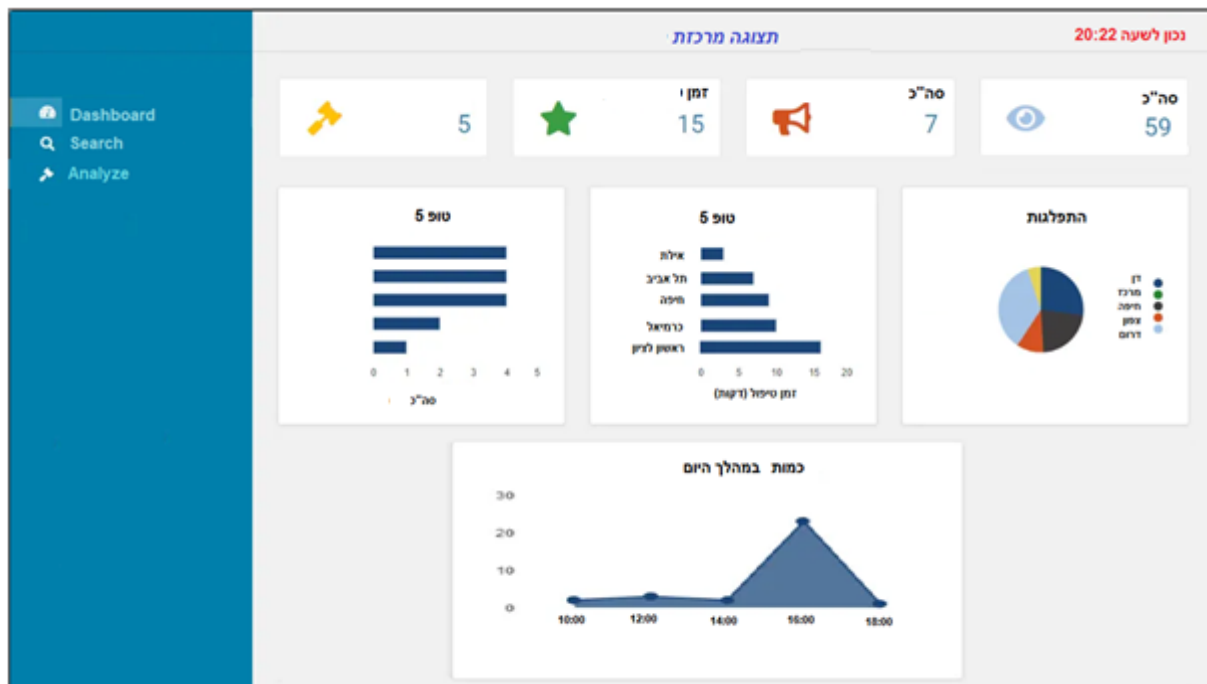 תצוגה מרכזת
נכון לשעה 20:22
Dashboard
Search
Analyze
סה"כ
59
סה"כ
7
זמן
15
5
התפלגות
דן
מרכז
חיפה
צפון
דרום
טופ 5
אילת
תל אביב
חיפה
כרמיאל
ראשון לציון
0 5 10 15 20
זמן טיפול (דקות)
טופ 5
0 1 2 3 4 5
סה"כ
כמות במהלך היום
30
20
10
0
10:00 12:00 14:00 16:00 18:00